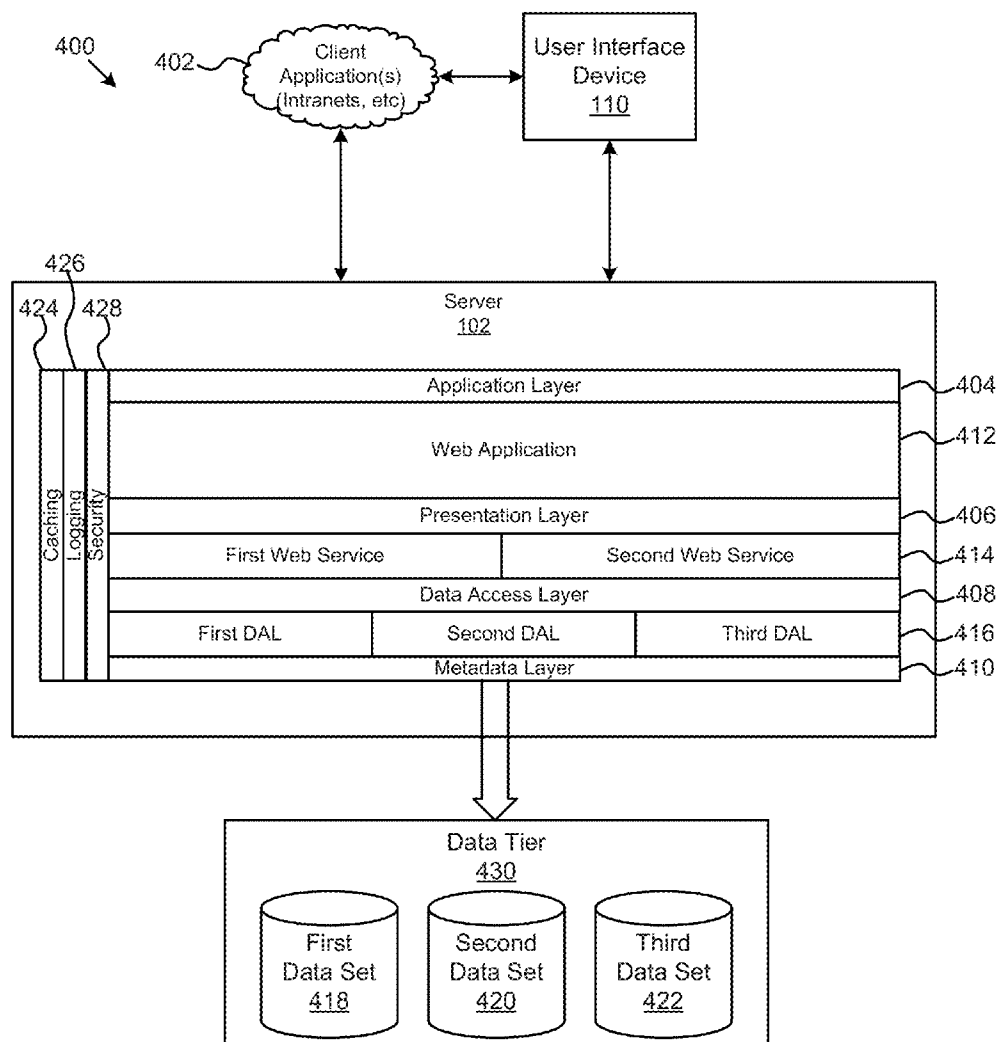 400
402
Client
Application(s)
(Intranets, etc)
User Interface
Device
110
426
424
428
Server
102
Caching
Logging
Security
Application Layer
404
Web Application
412
Presentation Layer
406
First Web Service
Second Web Service
414
Data Access Layer
408
First DAL
Second DAL
Third DAL
416
Metadata Layer
410
Data Tier
430
First
Data Set
418
Second
Data Set
420
Third
Data Set
422